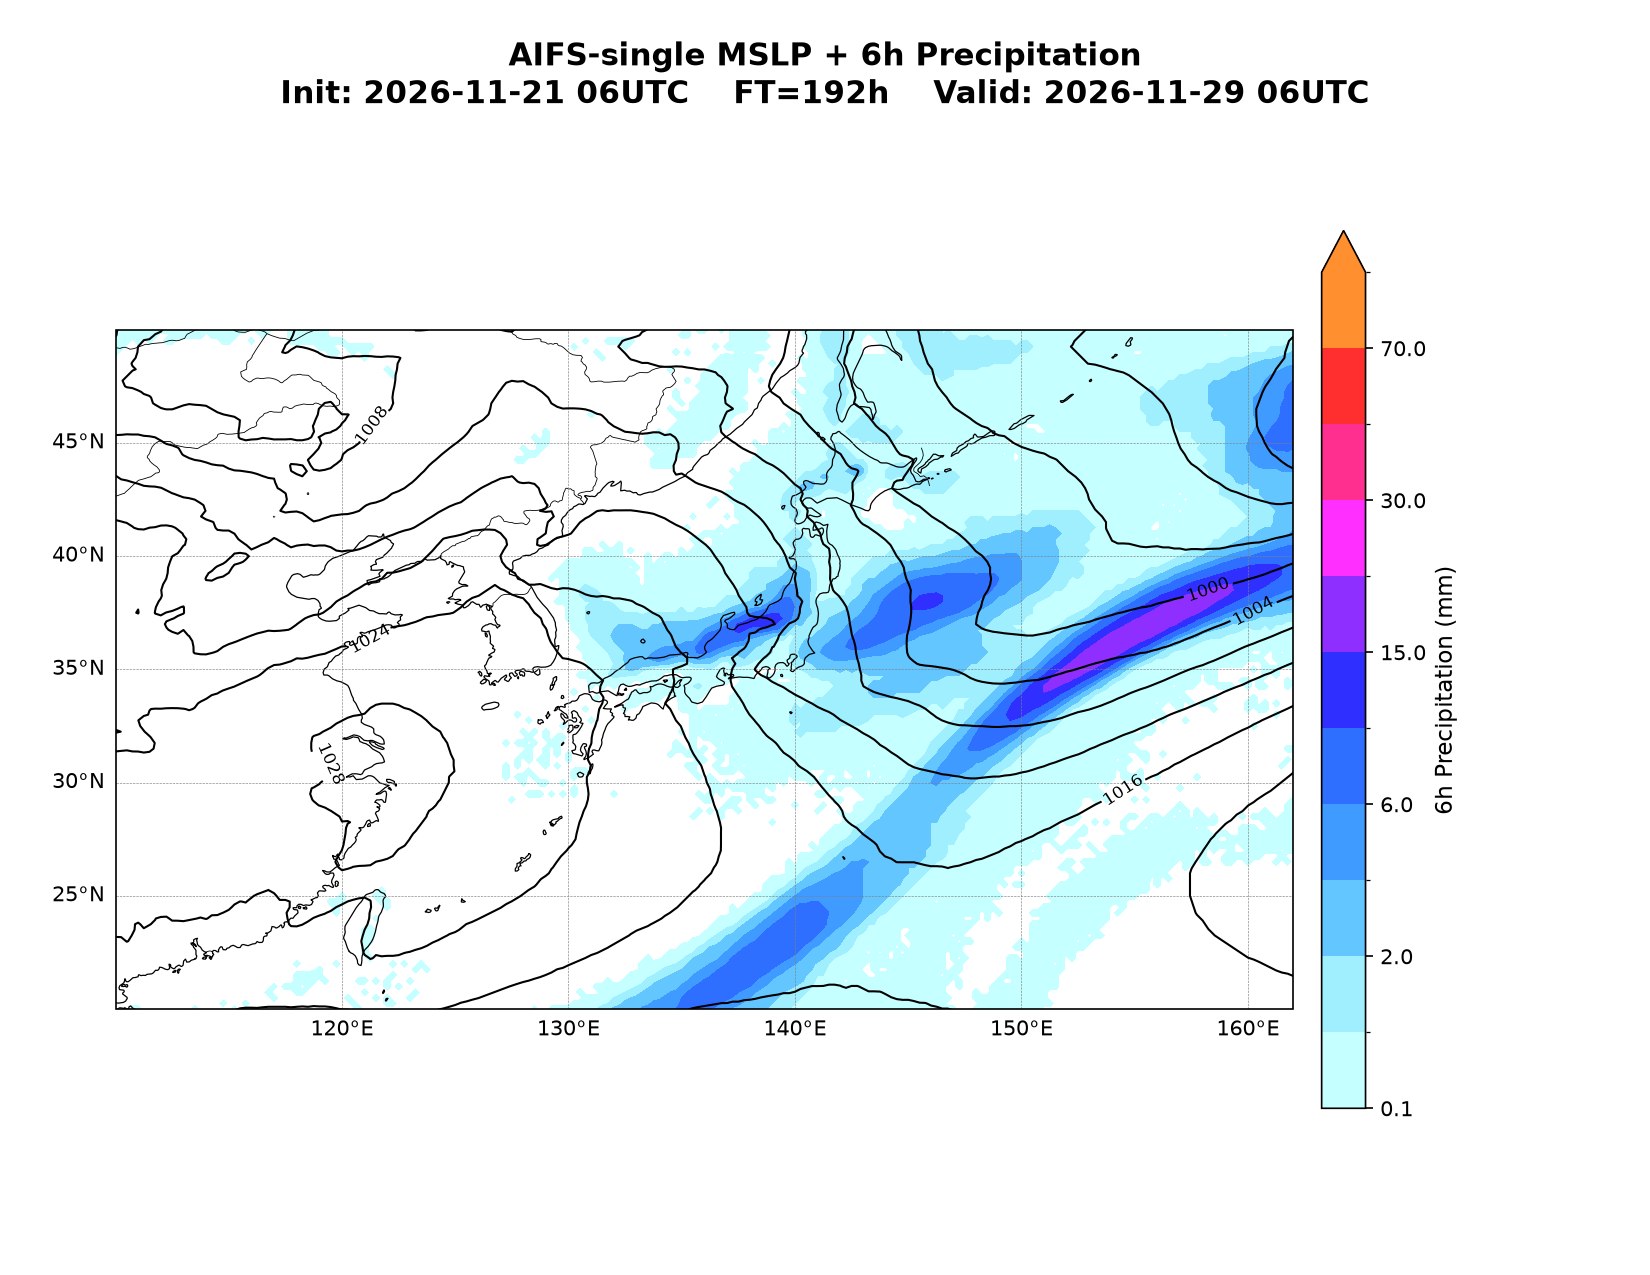 AIFS-single MSLP + 6h Precipitation
Init: 2026-11-21 06UTC    FT=192h    Valid: 2026-11-29 06UTC
70.0
30.0
15.0
6.0
2.0
0.1
6h Precipitation (mm)
45°N
40°N
35°N
30°N
25°N
120°E
130°E
140°E
150°E
160°E
1008
1024
1028
1000
1004
1016